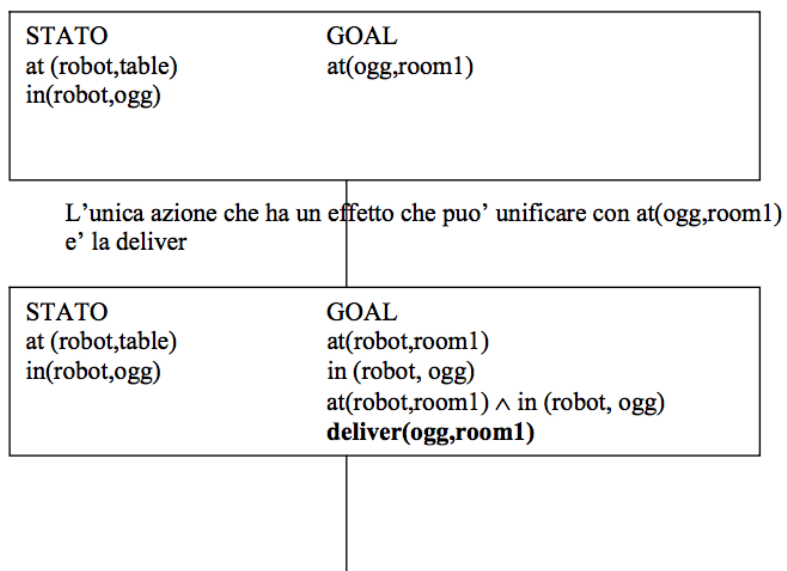 STATO GOAL
at (robot,table) at(ogg,room1)
in(robot,ogg)
L'unica azione che ha un effetto che puo' unificare con at(ogg,room1)
e' la deliver
STATO GOAL
at (robot,table) at(robot,room1)
in(robot,ogg) in (robot, ogg)
at(robot,room1) ∧ in (robot, ogg)
deliver(ogg,room1)